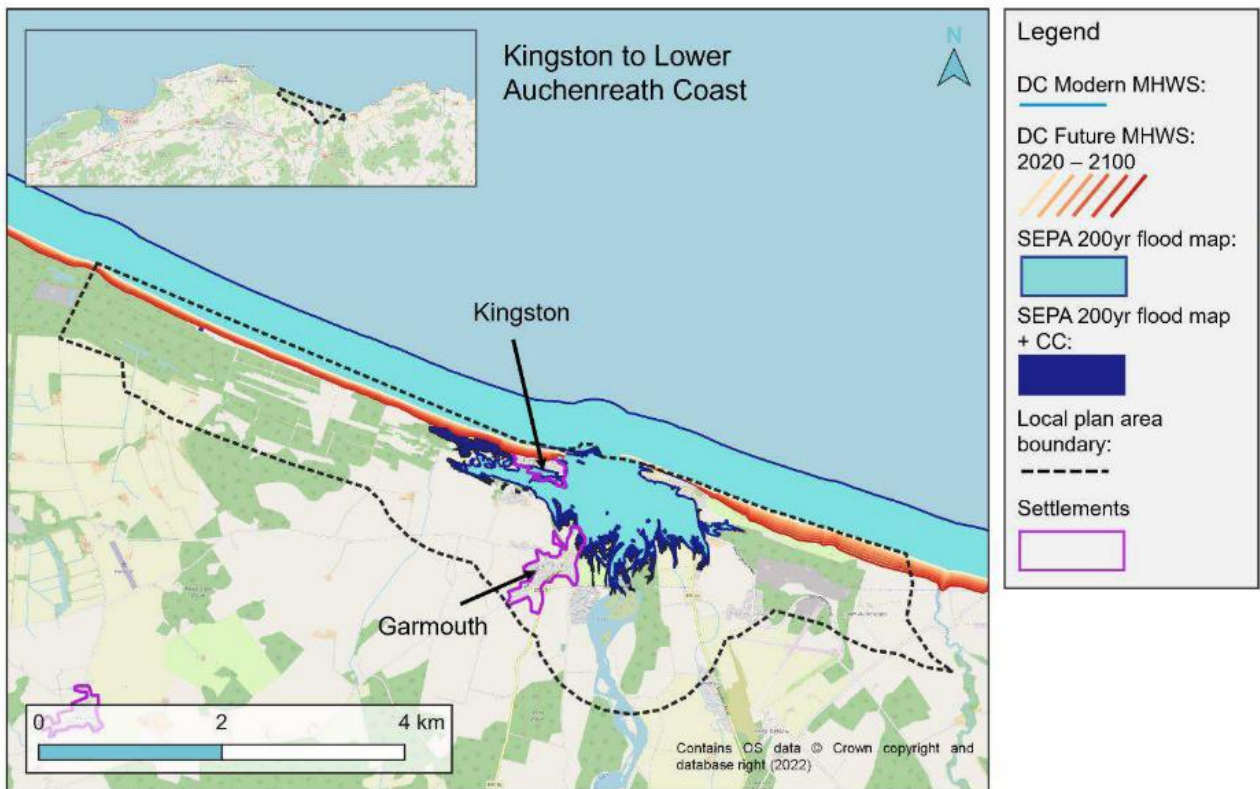 Kingston to Lower
Auchenreath Coast
N
Kingston
Garmouth
0 2 4 km
Contains OS data © Crown copyright and
database right (2022)
Legend
DC Modern MHWS:
DC Future MHWS:
2020 – 2100
SEPA 200yr flood map:
SEPA 200yr flood map
+ CC:
Local plan area
boundary:
Settlements